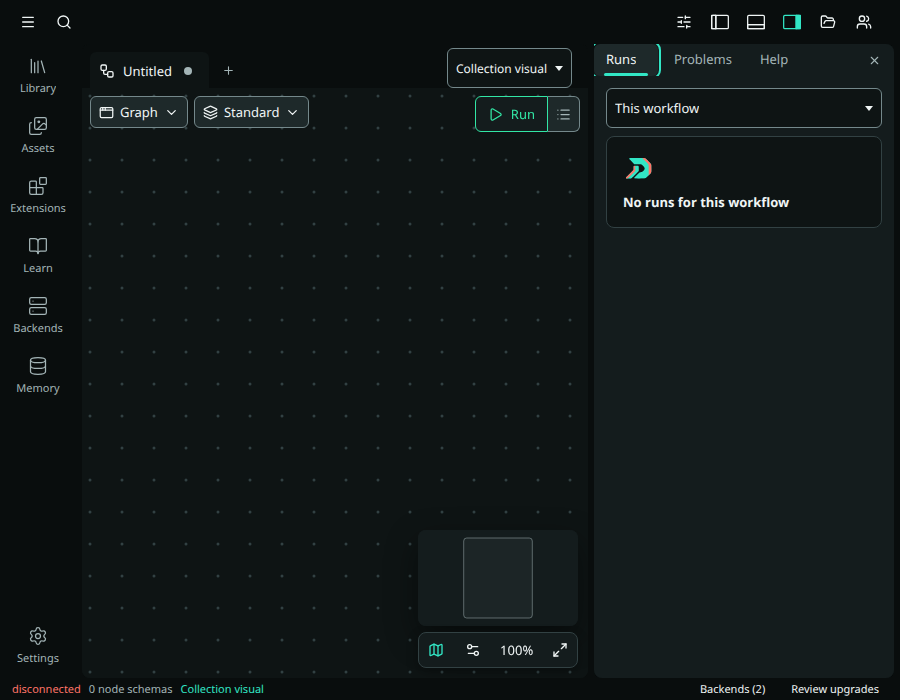 Untitled
Collection visual
Runs
Problems
Help
Library
Graph
Standard
Run
This workflow
Assets
No runs for this workflow
Extensions
Learn
Backends
Memory
100%
Settings
disconnected
0 node schemas
Collection visual
Backends (2)
Review upgrades